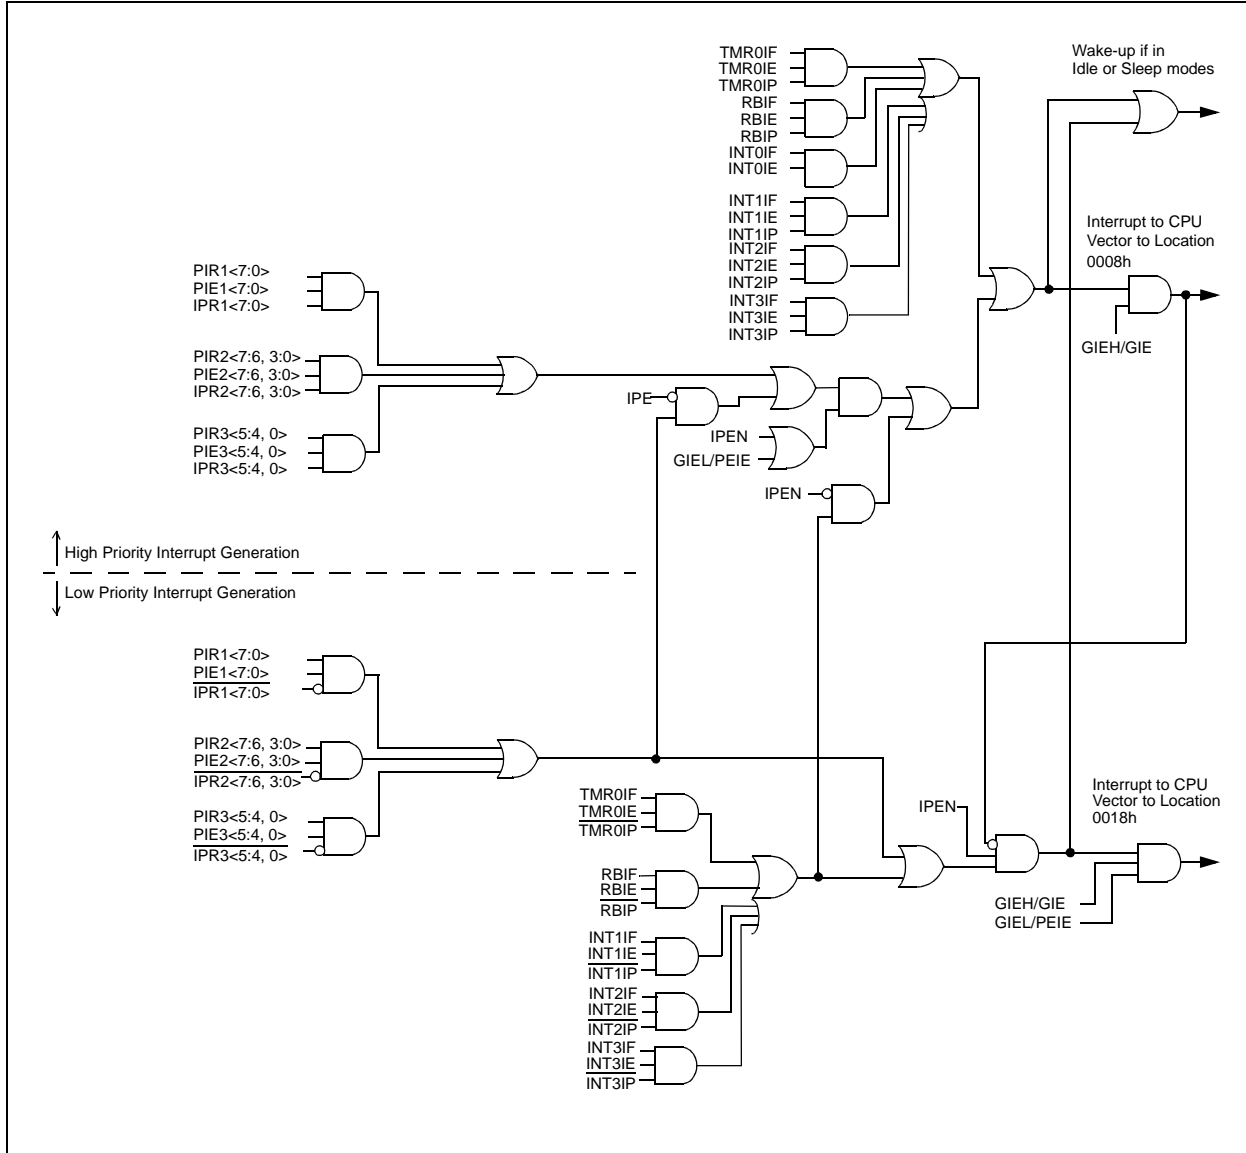 TMR0IF
TMR0IE
TMR0IP
RBIF
RBIE
RBIP
INT0IF
INT0IE
INT1IF
INT1IE
INT1IP
INT2IF
INT2IE
INT2IP
INT3IF
INT3IE
INT3IP
Wake-up if in
Idle or Sleep modes
Interrupt to CPU
Vector to Location
0008h
GIEH/GIE
PIR1<7:0>
PIE1<7:0>
IPR1<7:0>
PIR2<7:6, 3:0>
PIE2<7:6, 3:0>
IPR2<7:6, 3:0>
PIR3<5:4, 0>
PIE3<5:4, 0>
IPR3<5:4, 0>
IPE
IPEN
GIEL/PEIE
IPEN
High Priority Interrupt Generation
Low Priority Interrupt Generation
PIR1<7:0>
PIE1<7:0>
IPR1<7:0>
PIR2<7:6, 3:0>
PIE2<7:6, 3:0>
IPR2<7:6, 3:0>
PIR3<5:4, 0>
PIE3<5:4, 0>
IPR3<5:4, 0>
TMR0IF
TMR0IE
TMR0IP
RBIF
RBIE
RBIP
INT1IF
INT1IE
INT1IP
INT2IF
INT2IE
INT2IP
INT3IF
INT3IE
INT3IP
IPEN
Interrupt to CPU
Vector to Location
0018h
GIEH/GIE
GIEL/PEIE